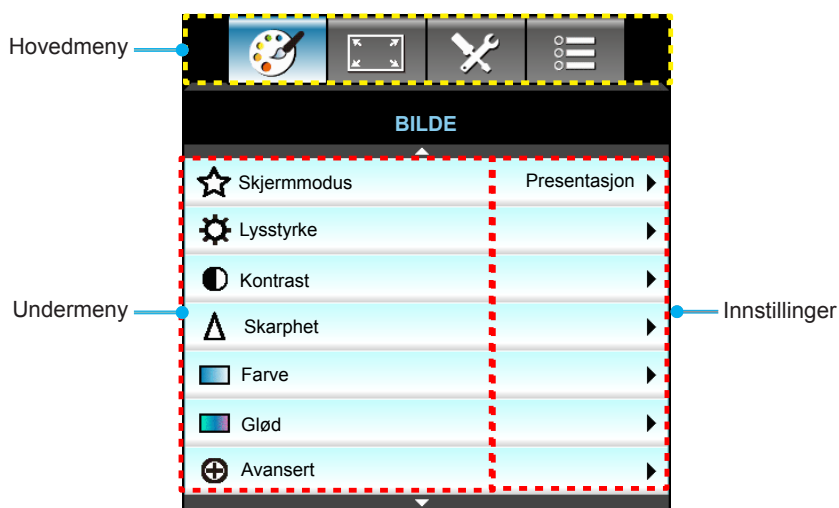 Hovedmeny
BILDE
Skjermmodus Presentasjon
Lysstyrke
Kontrast
Undermeny
Innstillinger
Skarphet
Farve
Glød
Avansert